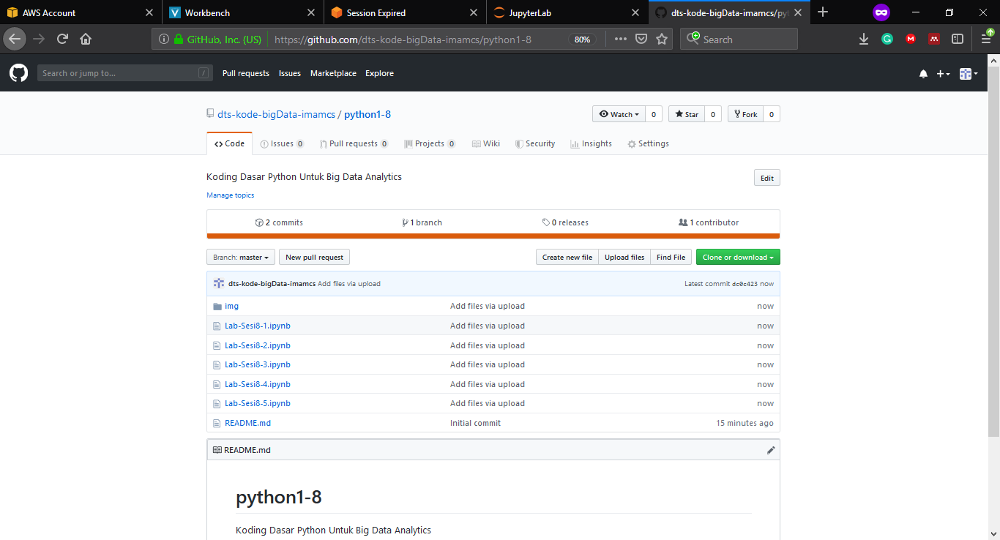 AWS Account Workbench Session Expired JupyterLab dts-kode-bigData-imamcs/pyt
GitHub, Inc. (US) https://github.com/dts-kode-bigData-imamcs/python1-8 80% Search
Search or jump to... / Pull requests Issues Marketplace Explore
dts-kode-bigData-imamcs / python1-8 Watch 0 Star 0 Fork 0
Code Issues 0 Pull requests 0 Projects 0 Wiki Security Insights Settings
Koding Dasar Python Untuk Big Data Analytics Edit
Manage topics
2 commits 1 branch 0 releases 1 contributor
Branch: master New pull request Create new file Upload files Find File Clone or download
dts-kode-bigData-imamcs Add files via upload Latest commit dc0c423 now
img Add files via upload now
Lab-Sesi8-1.ipynb Add files via upload now
Lab-Sesi8-2.ipynb Add files via upload now
Lab-Sesi8-3.ipynb Add files via upload now
Lab-Sesi8-4.ipynb Add files via upload now
Lab-Sesi8-5.ipynb Add files via upload now
README.md Initial commit 15 minutes ago
README.md
python1-8
Koding Dasar Python Untuk Big Data Analytics